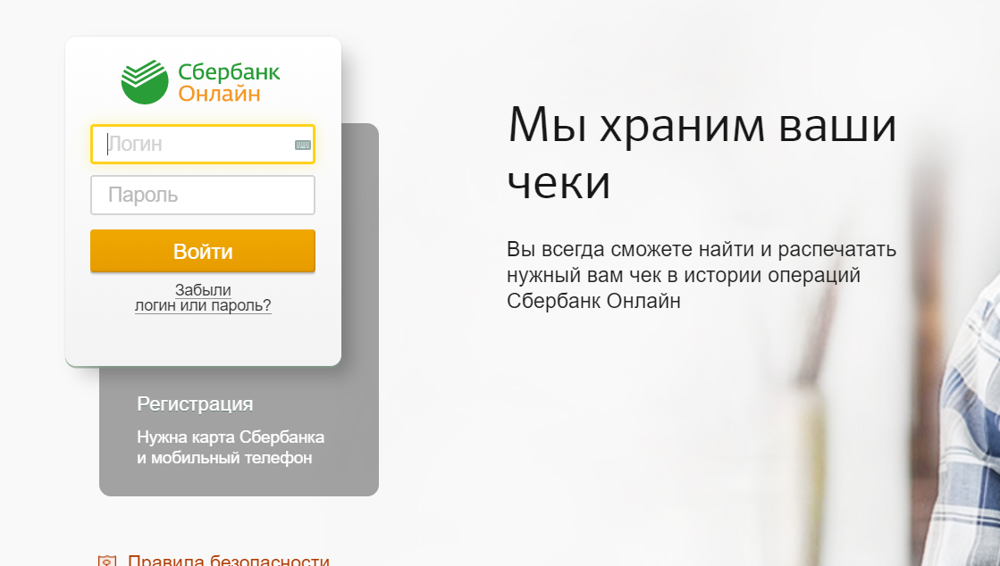 Сбербанк
Онлайн
Логин
Пароль
Войти
Забыли
логин или пароль?
Регистрация
Нужна карта Сбербанка
и мобильный телефон
Правила безопасности
Мы храним ваши
чеки
Вы всегда сможете найти и распечатать
нужный вам чек в истории операций
Сбербанк Онлайн